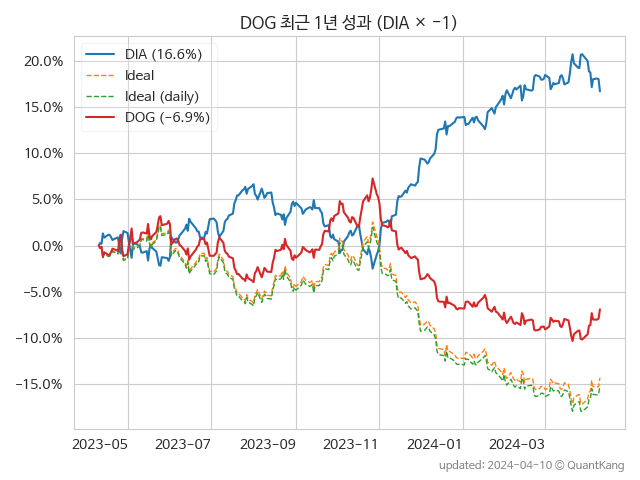 DOG 최근 1년 성과 (DIA × −1)
DIA (16.6%)
Ideal
Ideal (daily)
DOG (−6.9%)
20.0%
15.0%
10.0%
5.0%
0.0%
−5.0%
−10.0%
−15.0%
2023-05 2023-07 2023-09 2023-11 2024-01 2024-03
updated: 2024-04-10 © QuantKang